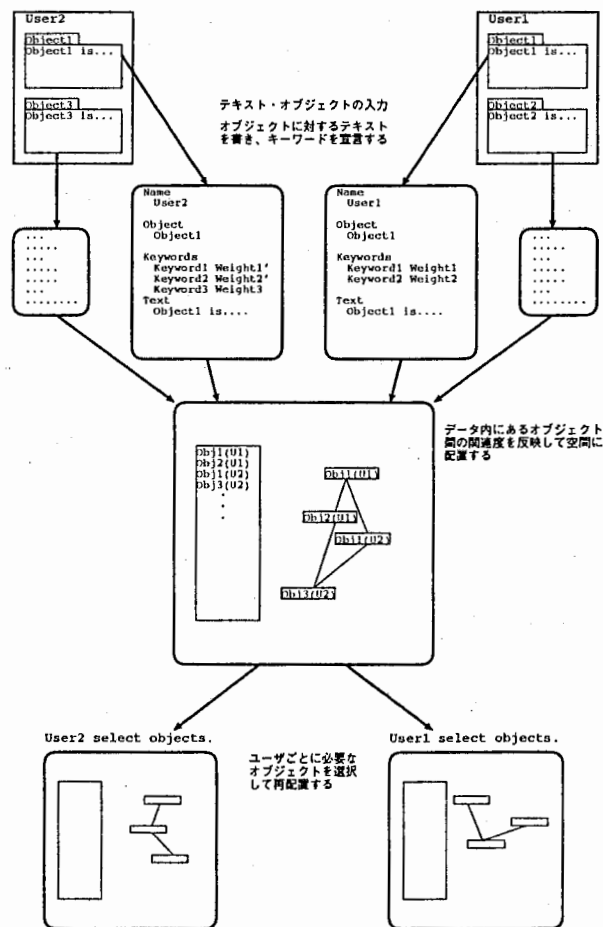 User2
Object1
Object1 is...
Object3
Object3 is...
User1
Object1
Object1 is...
Object2
Object2 is...
テキスト・オブジェクトの入力
オブジェクトに対するテキスト
を書き、キーワードを宣言する
...
.....
...
.....
.....
...
........
Name
User2
Object
Object1
Keywords
Keyword1 Weight1'
Keyword2 Weight2'
Keyword3 Weight3
Text
Object1 is....
Name
User1
Object
Object1
Keywords
Keyword1 Weight1
Keyword2 Weight2
Text
Object1 is....
...
.....
...
.....
.....
...
........
データ内にあるオブジェクト
間の関連度を反映して空間に
配置する
Obj1(U1)
Obj2(U1)
Obj1(U2)
Obj3(U2)
.
.
.
Obj1(U1)
Obj2(U1)
Obj1(U2)
Obj3(U2)
User2 select objects.
ユーザごとに必要な
オブジェクトを選択
して再配置する
User1 select objects.